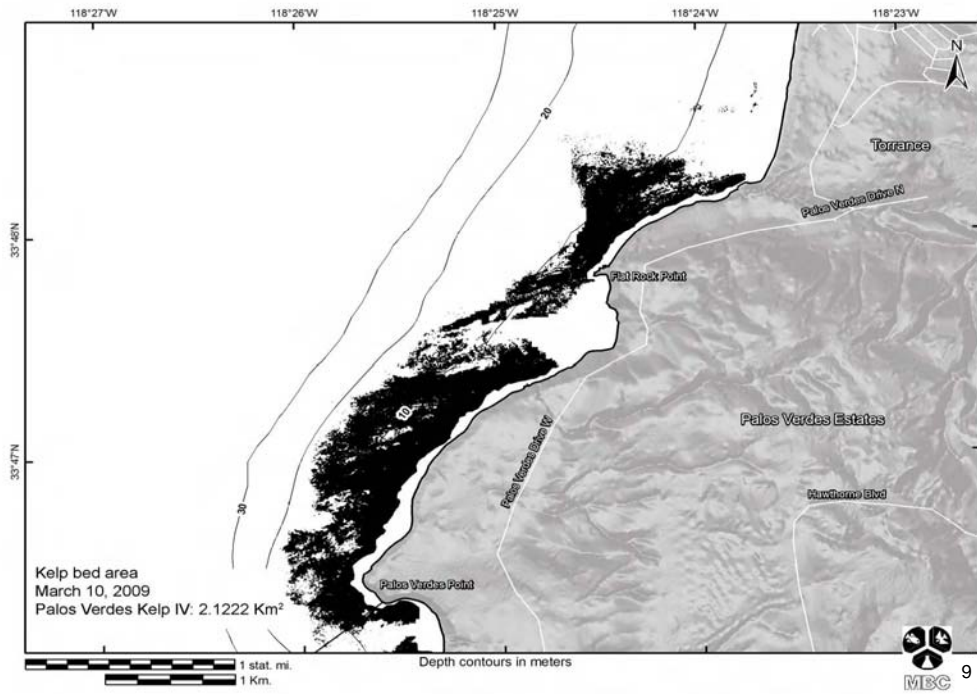 118°27'W
118°26'W
118°25'W
118°24'W
118°23'W
N
20
Torrance
Palos Verdes Drive N
33°48'N
Flat Rock Point
10
Palos Verdes Estates
33°47'N
Palos Verdes Drive W
Hawthorne Blvd
30
Kelp bed area
March 10, 2009
Palos Verdes Kelp IV: 2.1222 Km²
Palos Verdes Point
1 stat. mi.
Depth contours in meters
1 Km.
MBC
9